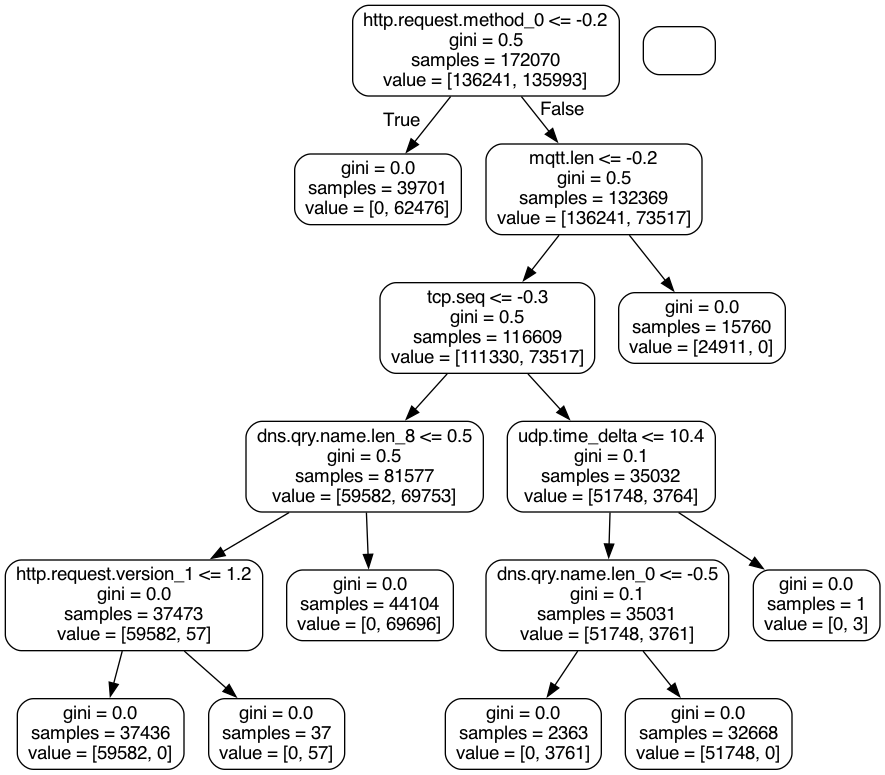 http.request.method_0 <= -0.2
gini = 0.5
samples = 172070
value = [136241, 135993]
True
False
gini = 0.0
samples = 39701
value = [0, 62476]
mqtt.len <= -0.2
gini = 0.5
samples = 132369
value = [136241, 73517]
tcp.seq <= -0.3
gini = 0.5
samples = 116609
value = [111330, 73517]
gini = 0.0
samples = 15760
value = [24911, 0]
dns.qry.name.len_8 <= 0.5
gini = 0.5
samples = 81577
value = [59582, 69753]
udp.time_delta <= 10.4
gini = 0.1
samples = 35032
value = [51748, 3764]
http.request.version_1 <= 1.2
gini = 0.0
samples = 37473
value = [59582, 57]
gini = 0.0
samples = 44104
value = [0, 69696]
dns.qry.name.len_0 <= -0.5
gini = 0.1
samples = 35031
value = [51748, 3761]
gini = 0.0
samples = 1
value = [0, 3]
gini = 0.0
samples = 37436
value = [59582, 0]
gini = 0.0
samples = 37
value = [0, 57]
gini = 0.0
samples = 2363
value = [0, 3761]
gini = 0.0
samples = 32668
value = [51748, 0]